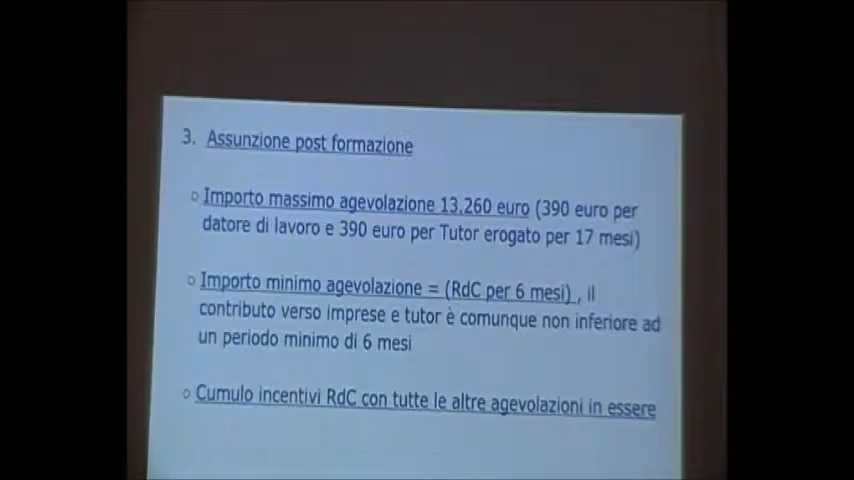 3. Assunzione post formazione
○ Importo massimo agevolazione 13.260 euro (390 euro per
datore di lavoro e 390 euro per Tutor erogato per 17 mesi)
○ Importo minimo agevolazione = (RdC per 6 mesi) , il
contributo verso imprese e tutor è comunque non inferiore ad
un periodo minimo di 6 mesi
○ Cumulo incentivi RdC con tutte le altre agevolazioni in essere